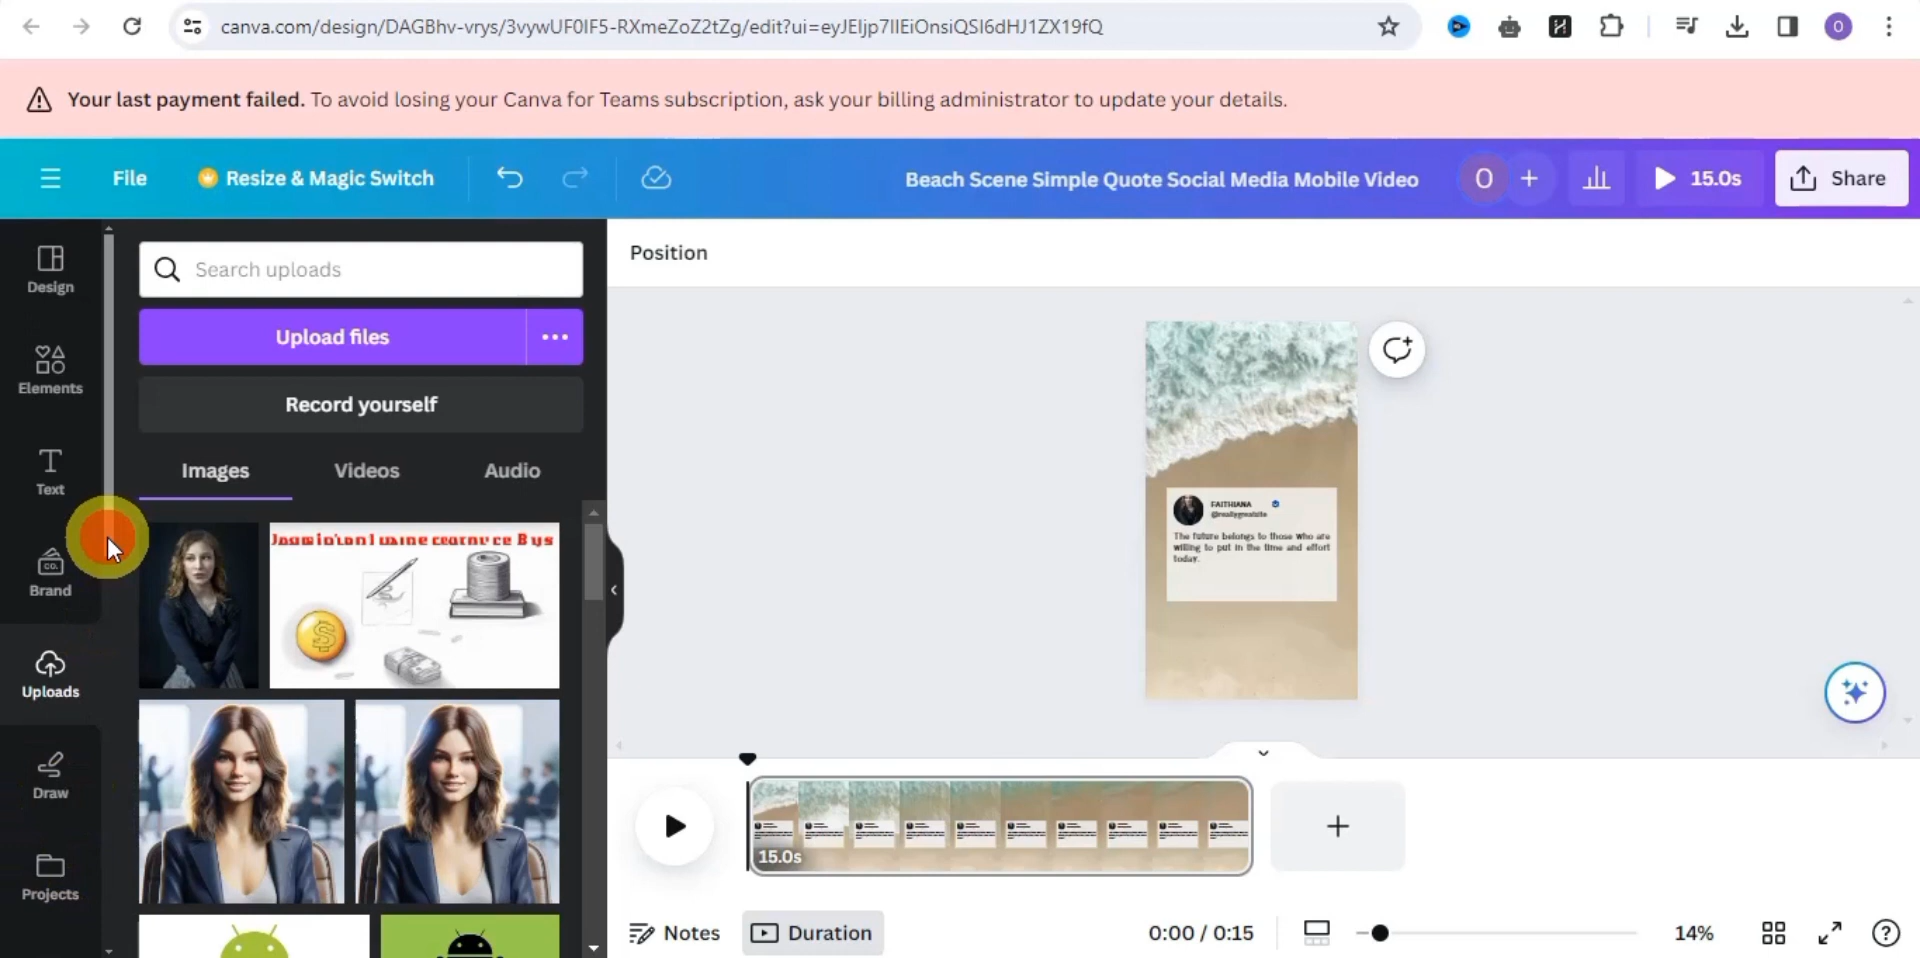 canva.com/design/DAGBhv-vrys/3vywUF0IF5-RXmeZoZ2tZg/edit?ui=eyJEIjp7IlEiOnsiQSI6dHJ1ZX19fQ
O
Your last payment failed. To avoid losing your Canva for Teams subscription, ask your billing administrator to update your details.
File
Resize & Magic Switch
Beach Scene Simple Quote Social Media Mobile Video
O
15.0s
Share
Design
Elements
Text
Brand
CO.
Uploads
Draw
Projects
Search uploads
Upload files
Record yourself
Images
Videos
Audio
Position
FAITHIANA
@reallygreatsite
The future belongs to those who are
willing to put in the time and effort
today.
15.0s
Notes
Duration
0:00 / 0:15
14%